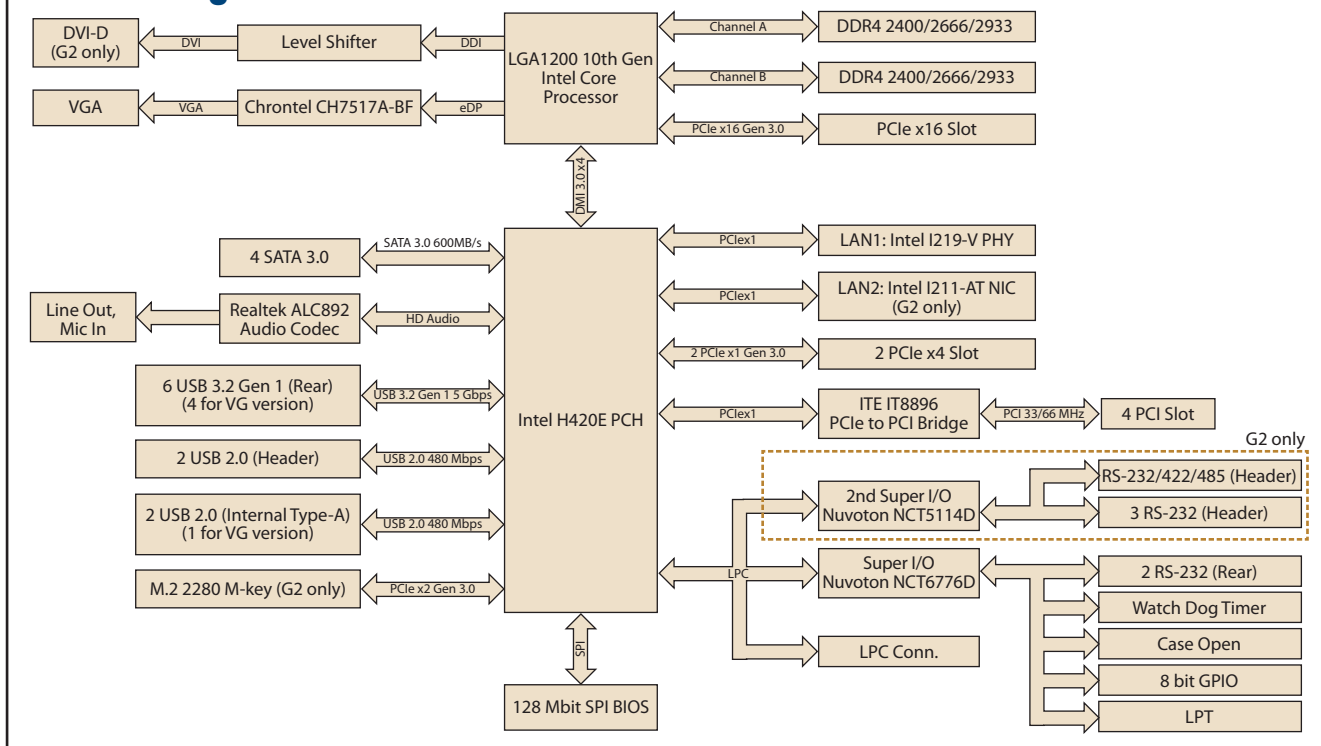 DVI-D
(G2 only)
DVI
Level Shifter
DDI
LGA1200 10th Gen
Intel Core
Processor
Channel A
DDR4 2400/2666/2933
Channel B
DDR4 2400/2666/2933
VGA
VGA
Chrontel CH7517A-BF
eDP
PCIe x16 Gen 3.0
PCIe x16 Slot
DMI 3.0 x4
4 SATA 3.0
SATA 3.0 600MB/s
Intel H420E PCH
PCIex1
LAN1: Intel I219-V PHY
Line Out,
Mic In
Realtek ALC892
Audio Codec
HD Audio
PCIex1
LAN2: Intel I211-AT NIC
(G2 only)
2 PCIe x1 Gen 3.0
2 PCIe x4 Slot
6 USB 3.2 Gen 1 (Rear)
(4 for VG version)
USB 3.2 Gen 1 5 Gbps
PCIex1
ITE IT8896
PCIe to PCI Bridge
PCI 33/66 MHz
4 PCI Slot
2 USB 2.0 (Header)
USB 2.0 480 Mbps
G2 only
2nd Super I/O
Nuvoton NCT5114D
RS-232/422/485 (Header)
3 RS-232 (Header)
2 USB 2.0 (Internal Type-A)
(1 for VG version)
USB 2.0 480 Mbps
LPC
Super I/O
Nuvoton NCT6776D
2 RS-232 (Rear)
Watch Dog Timer
Case Open
8 bit GPIO
LPT
M.2 2280 M-key (G2 only)
PCIe x2 Gen 3.0
LPC Conn.
SPI
128 Mbit SPI BIOS